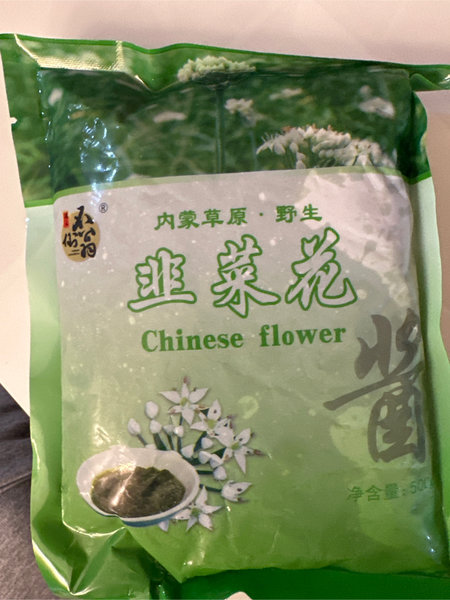 ®
内蒙草原·野生
韭菜花
Chinese flower
酱
净含量:500